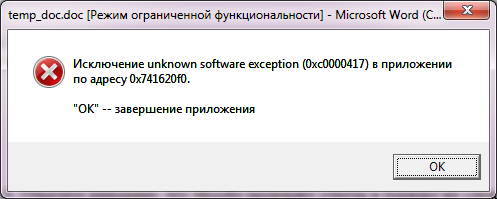 temp_doc.doc [Режим ограниченной функциональности] - Microsoft Word (С...
Исключение unknown software exception (0xc0000417) в приложении
по адресу 0x741620f0.
"ОК" -- завершение приложения
ОК